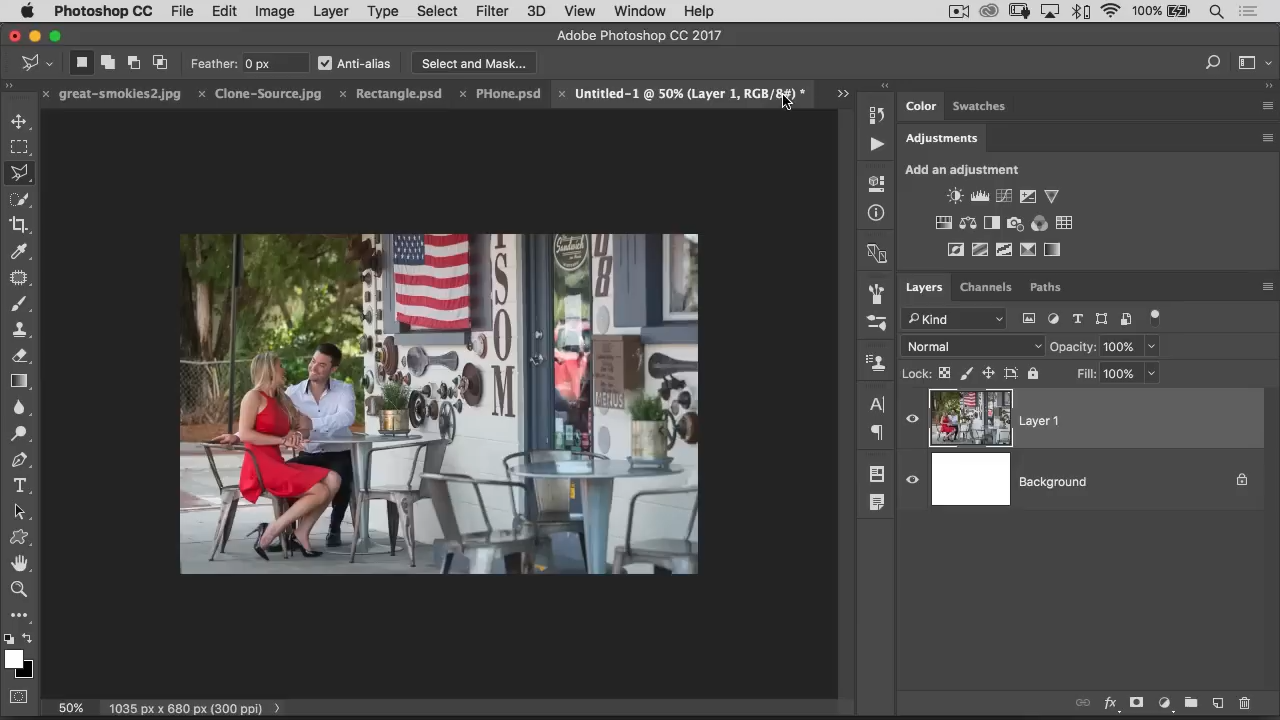 Photoshop CC File Edit Image Layer Type Select Filter 3D View Window Help 100%
Adobe Photoshop CC 2017
Feather: 0 px Anti-alias Select and Mask...
great-smokies2.jpg Clone-Source.jpg Rectangle.psd PHone.psd Untitled-1 @ 50% (Layer 1, RGB/8#) *
Color Swatches
Adjustments
Add an adjustment
Layers Channels Paths
Kind
Normal Opacity: 100%
Lock: Fill: 100%
Layer 1
Background
Sandwich
SOM
MENUS
50% 1035 px x 680 px (300 ppi)